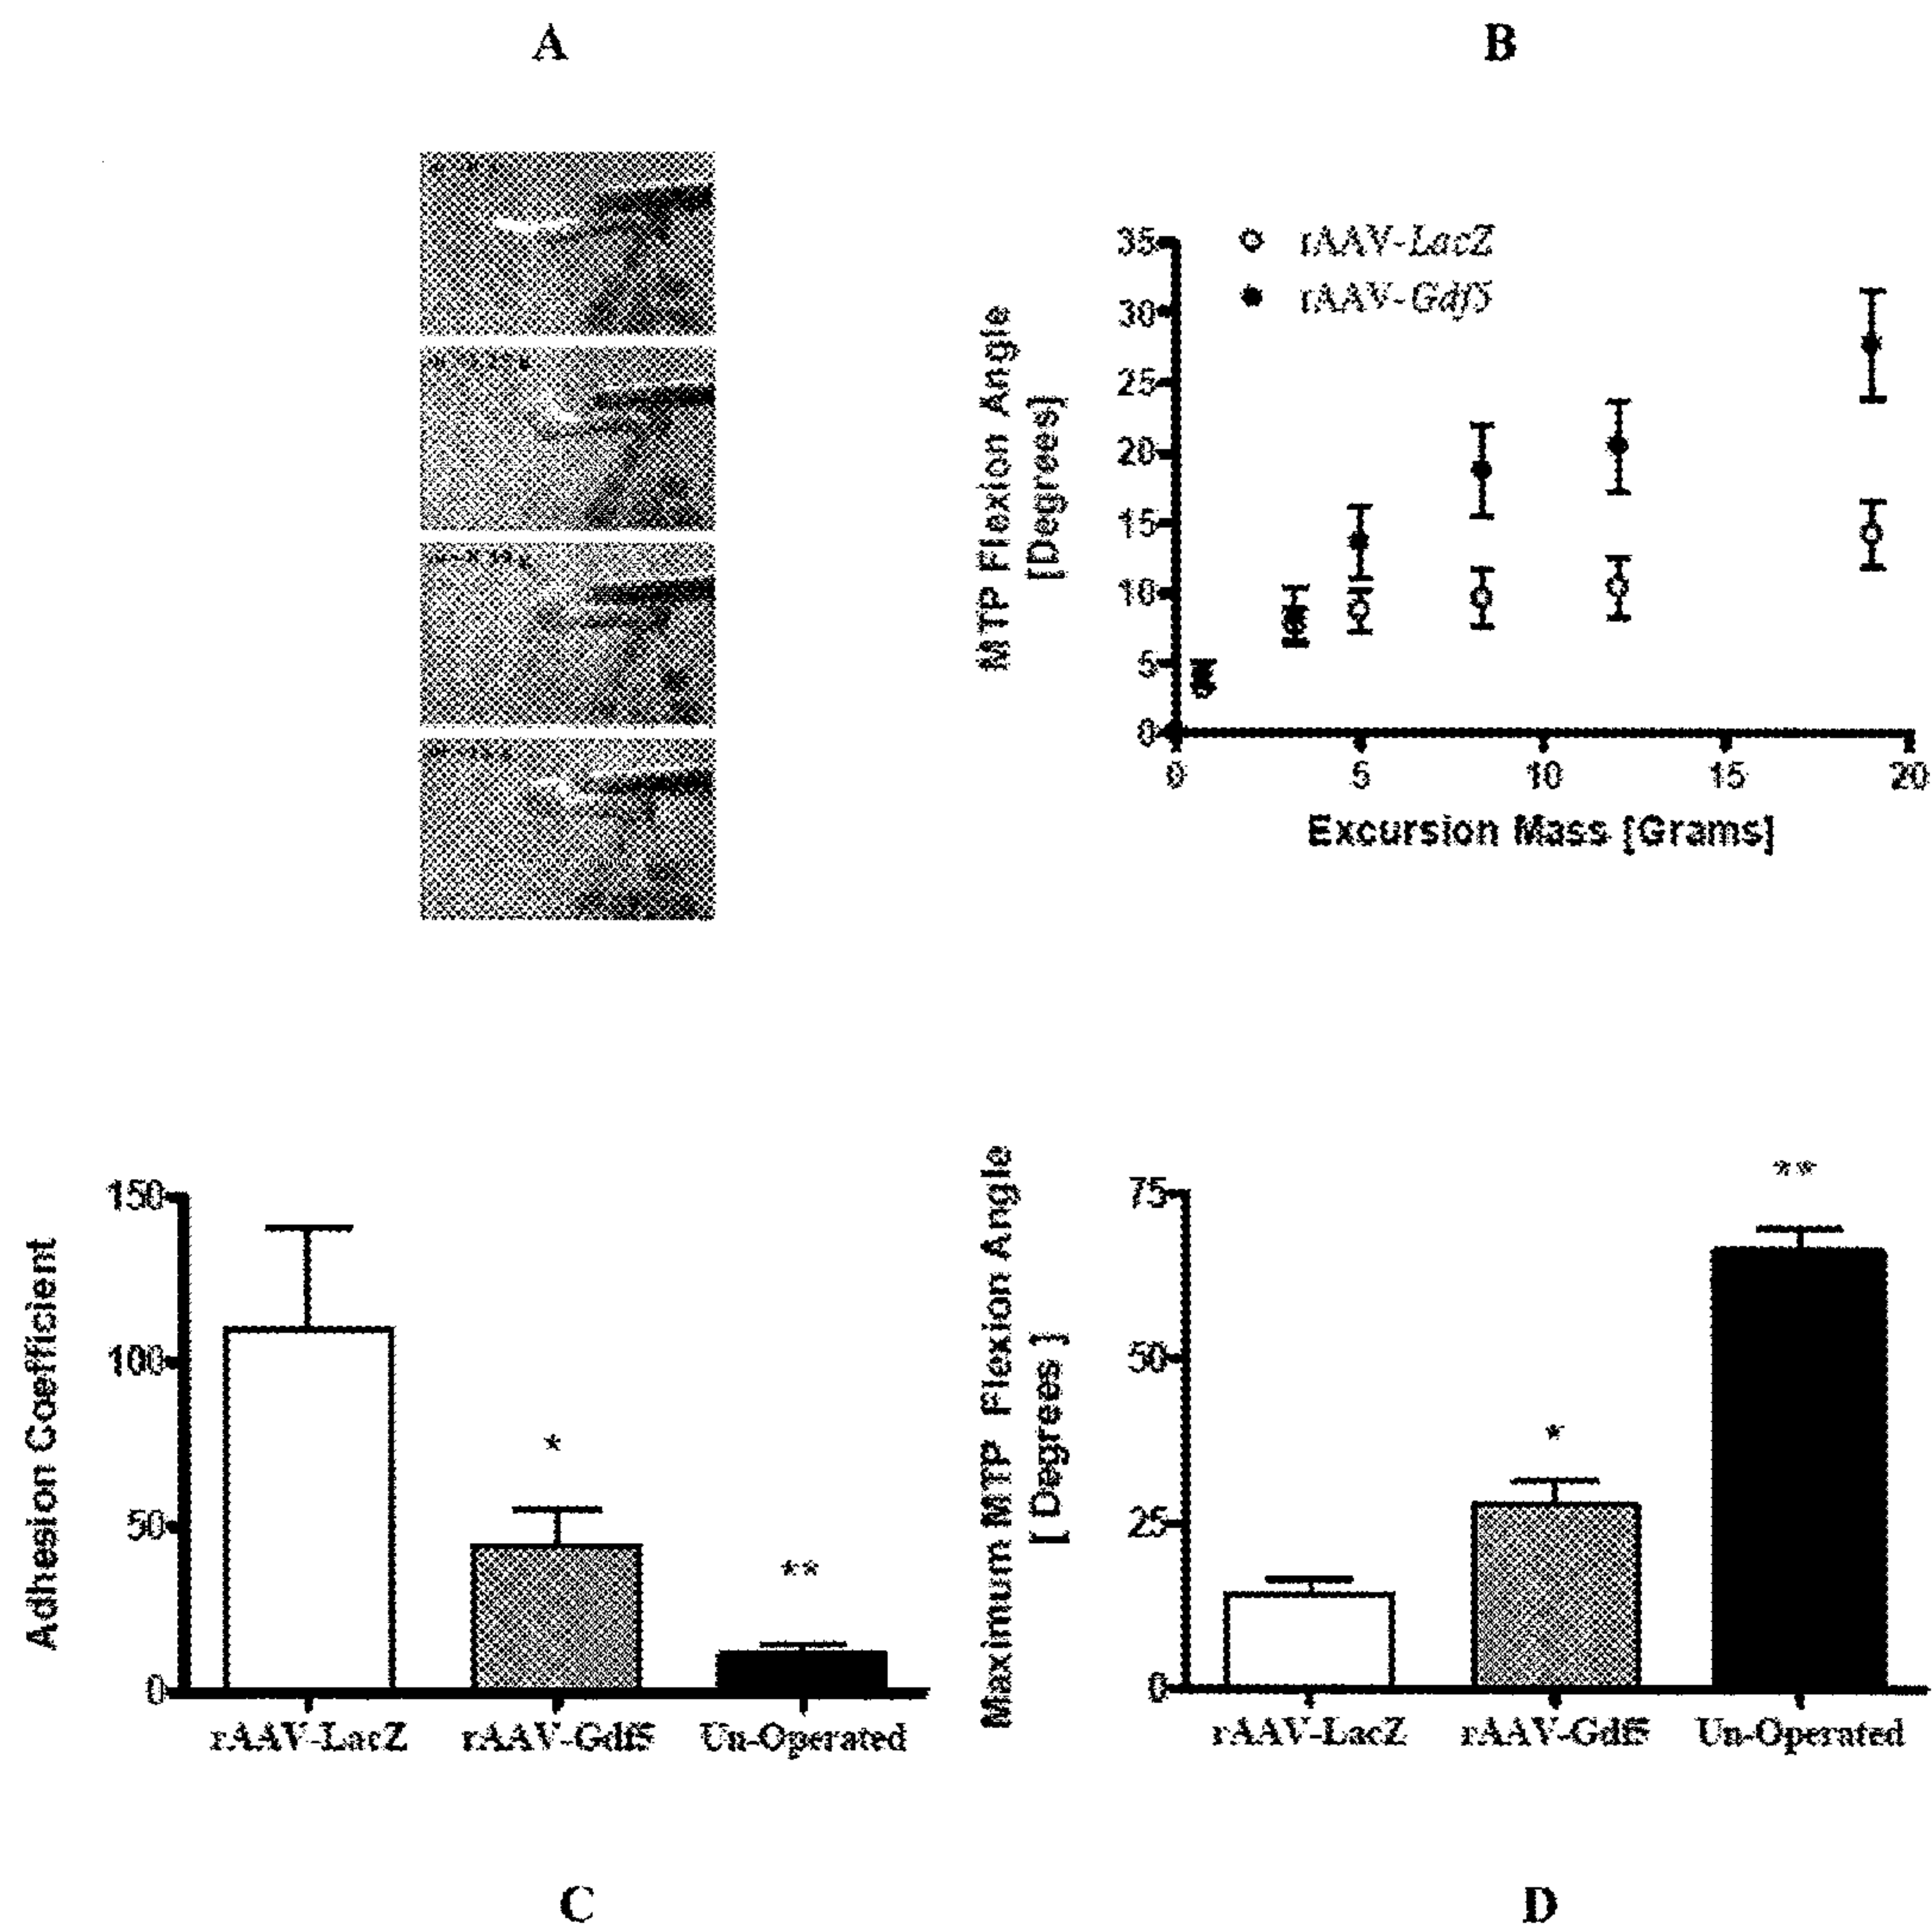 A
B
35
30
25
20
15
10
5
0
rAAV-LacZ
rAAV-Gdf5
MTP Flexion Angle
[Degrees]
0
5
10
15
20
Excursion Mass [Grams]
150
100
50
0
Adhesion Coefficient
*
**
rAAV-LacZ
rAAV-Gdf5
Un-Operated
75
50
25
0
Maximum MTP Flexion Angle
[ Degrees ]
*
**
rAAV-LacZ
rAAV-Gdf5
Un-Operated
C
D